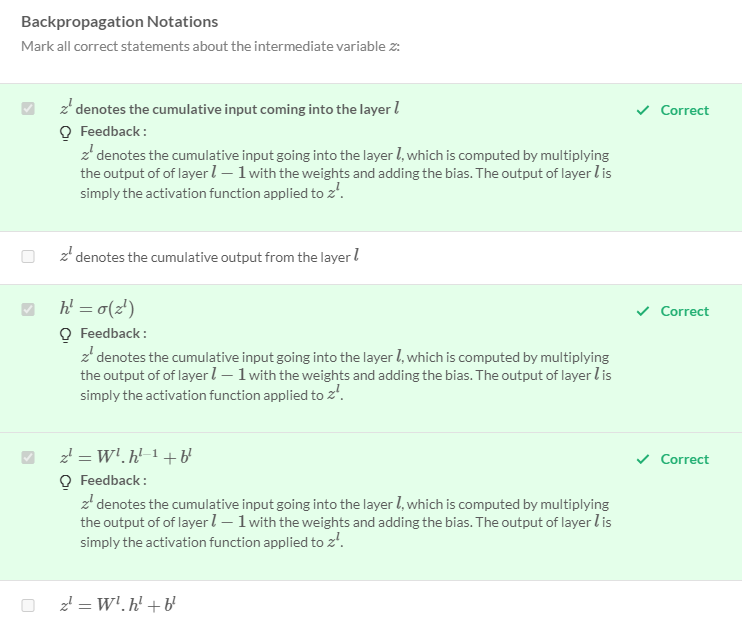 Backpropagation Notations
Mark all correct statements about the intermediate variable z:
z^l denotes the cumulative input coming into the layer l
Correct
Feedback :
z^l denotes the cumulative input going into the layer l, which is computed by multiplying
the output of of layer l − 1 with the weights and adding the bias. The output of layer l is
simply the activation function applied to z^l.
z^l denotes the cumulative output from the layer l
h^l = σ(z^l)
Correct
Feedback :
z^l denotes the cumulative input going into the layer l, which is computed by multiplying
the output of of layer l − 1 with the weights and adding the bias. The output of layer l is
simply the activation function applied to z^l.
z^l = W^l.h^{l−1} + b^l
Correct
Feedback :
z^l denotes the cumulative input going into the layer l, which is computed by multiplying
the output of of layer l − 1 with the weights and adding the bias. The output of layer l is
simply the activation function applied to z^l.
z^l = W^l.h^l + b^l